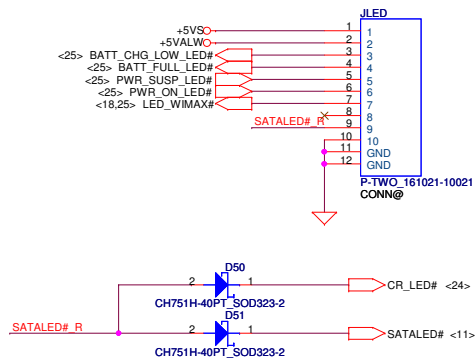 JLED
+5VS 1 1
+5VALW 2 2
<25> BATT_CHG_LOW_LED# 3 3
<25> BATT_FULL_LED# 4 4
<25> PWR_SUSP_LED# 5 5
<25> PWR_ON_LED# 6 6
<18,25> LED_WIMAX# 7 7
8 8
SATALED#_R 9 9
10 10
11 GND
12 GND
P-TWO_161021-10021
CONN@
D50
2 1 CR_LED# <24>
CH751H-40PT_SOD323-2
D51
SATALED#_R 2 1 SATALED# <11>
CH751H-40PT_SOD323-2